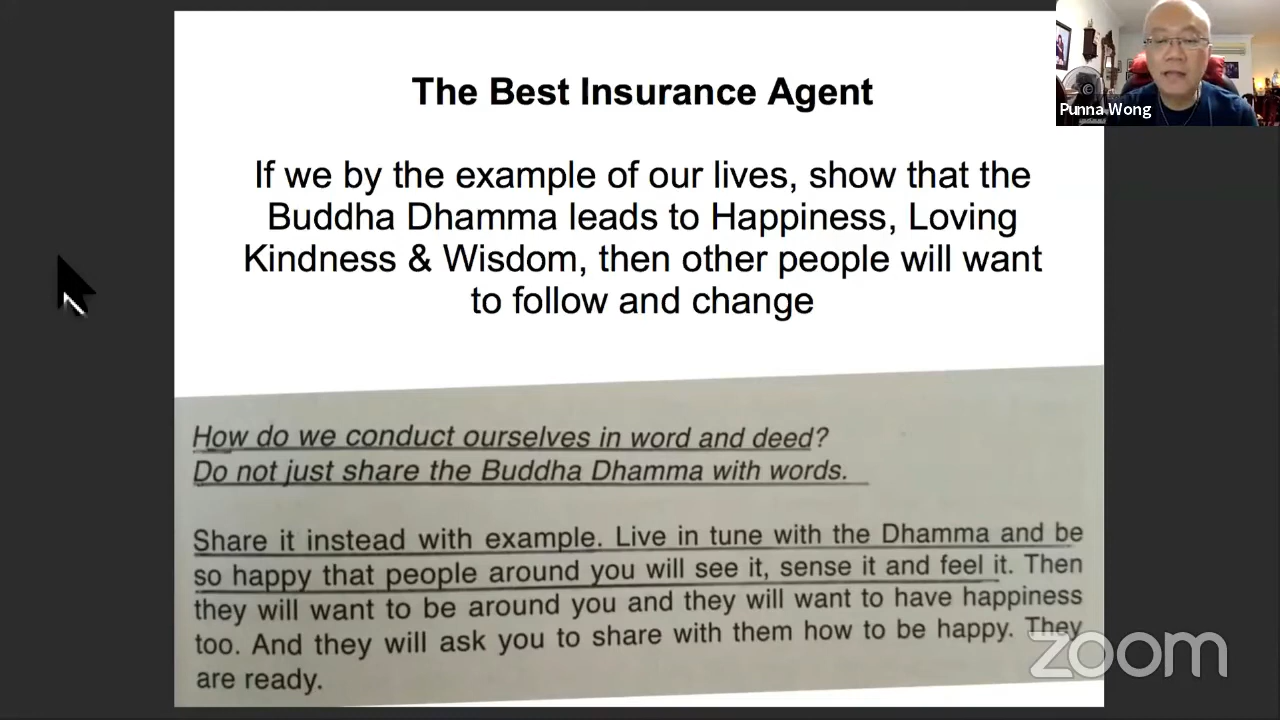 The Best Insurance Agent
Punna Wong
If we by the example of our lives, show that the
Buddha Dhamma leads to Happiness, Loving
Kindness & Wisdom, then other people will want
to follow and change
How do we conduct ourselves in word and deed?
Do not just share the Buddha Dhamma with words.
Share it instead with example. Live in tune with the Dhamma and be
so happy that people around you will see it, sense it and feel it. Then
they will want to be around you and they will want to have happiness
too. And they will ask you to share with them how to be happy. They
are ready.
zoom